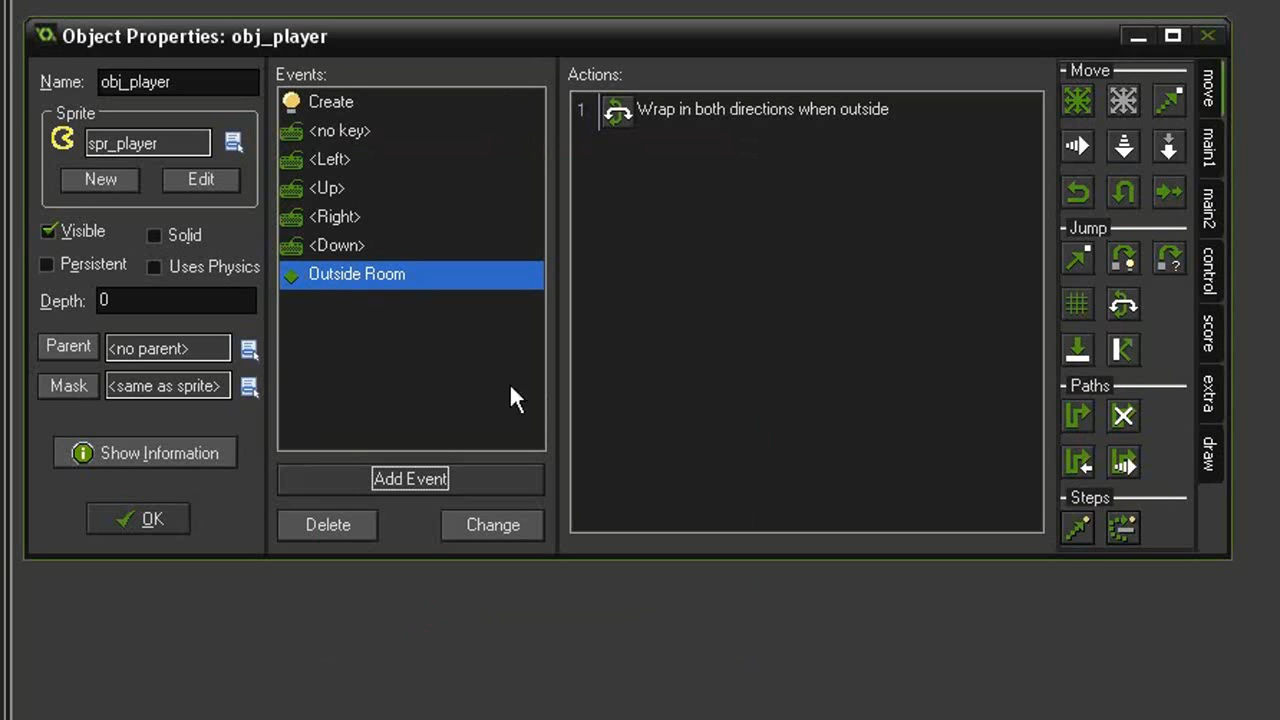 Object Properties: obj_player
Name: obj_player
Sprite
spr_player
New Edit
Visible Solid
Persistent Uses Physics
Depth: 0
Parent <no parent>
Mask <same as sprite>
Show Information
OK
Events:
Create
<no key>
<Left>
<Up>
<Right>
<Down>
Outside Room
Add Event
Delete Change
Actions:
1 Wrap in both directions when outside
Move
Jump
Paths
Steps
move
main1
main2
control
score
extra
draw